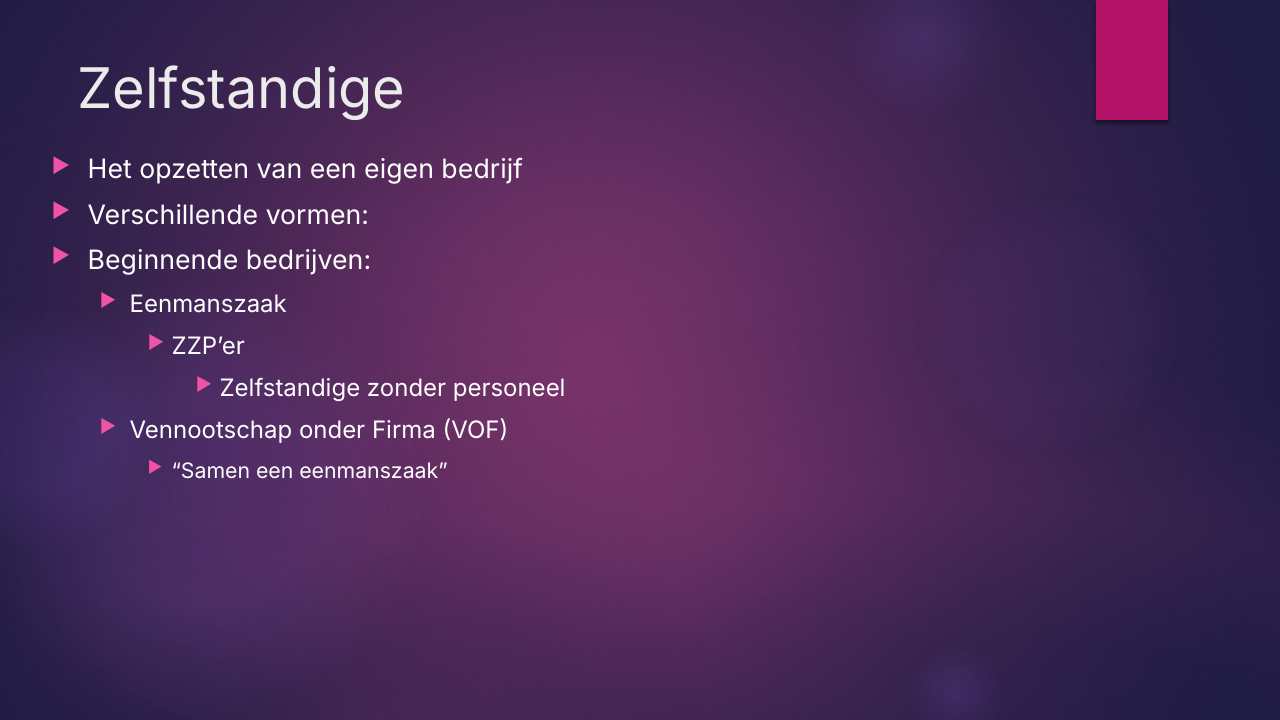 Zelfstandige
Het opzetten van een eigen bedrijf
Verschillende vormen:
Beginnende bedrijven:
Eenmanszaak
ZZP’er
Zelfstandige zonder personeel
Vennootschap onder Firma (VOF)
“Samen een eenmanszaak”